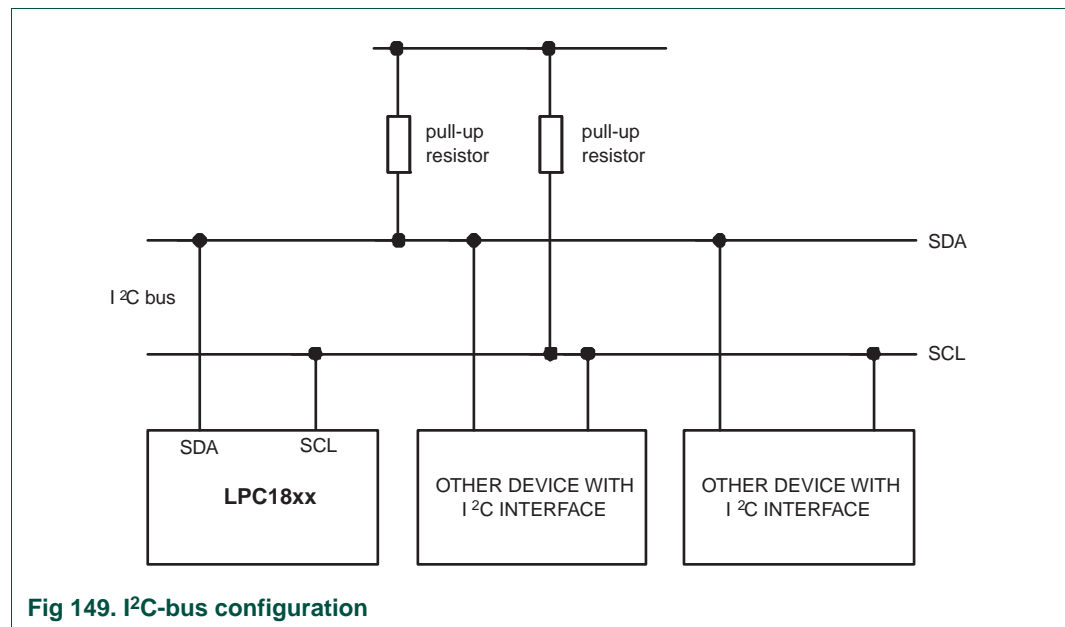 pull-up
resistor
pull-up
resistor
SDA
I ²C bus
SCL
SDA
SCL
LPC18xx
OTHER DEVICE WITH
I ²C INTERFACE
OTHER DEVICE WITH
I ²C INTERFACE
Fig 149. I²C-bus configuration